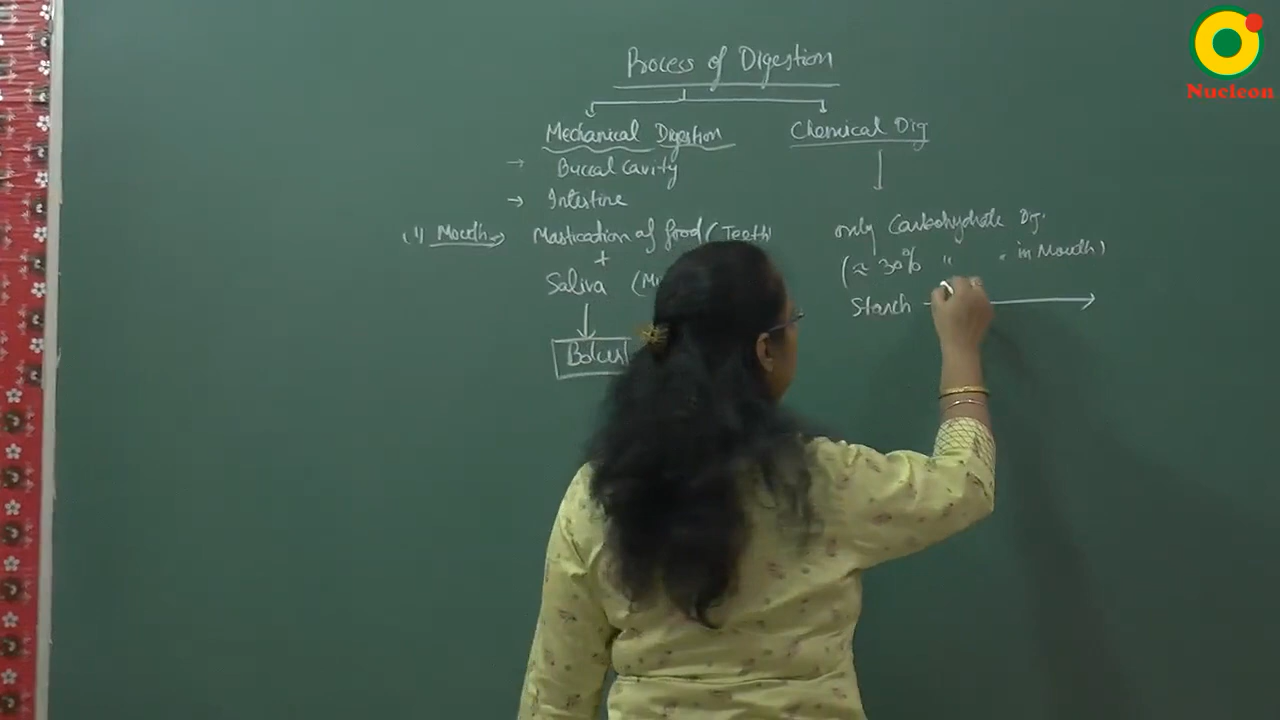 Process of Digestion
Mechanical Digestion
Chemical Dig
→ Buccal Cavity
→ Intestine
(1) Mouth → Mastication of food (Teeth)
+
Saliva (M
Bolus
only Carbohydrate Dig.
(≈ 30% " " in Mouth)
Starch
Nucleon